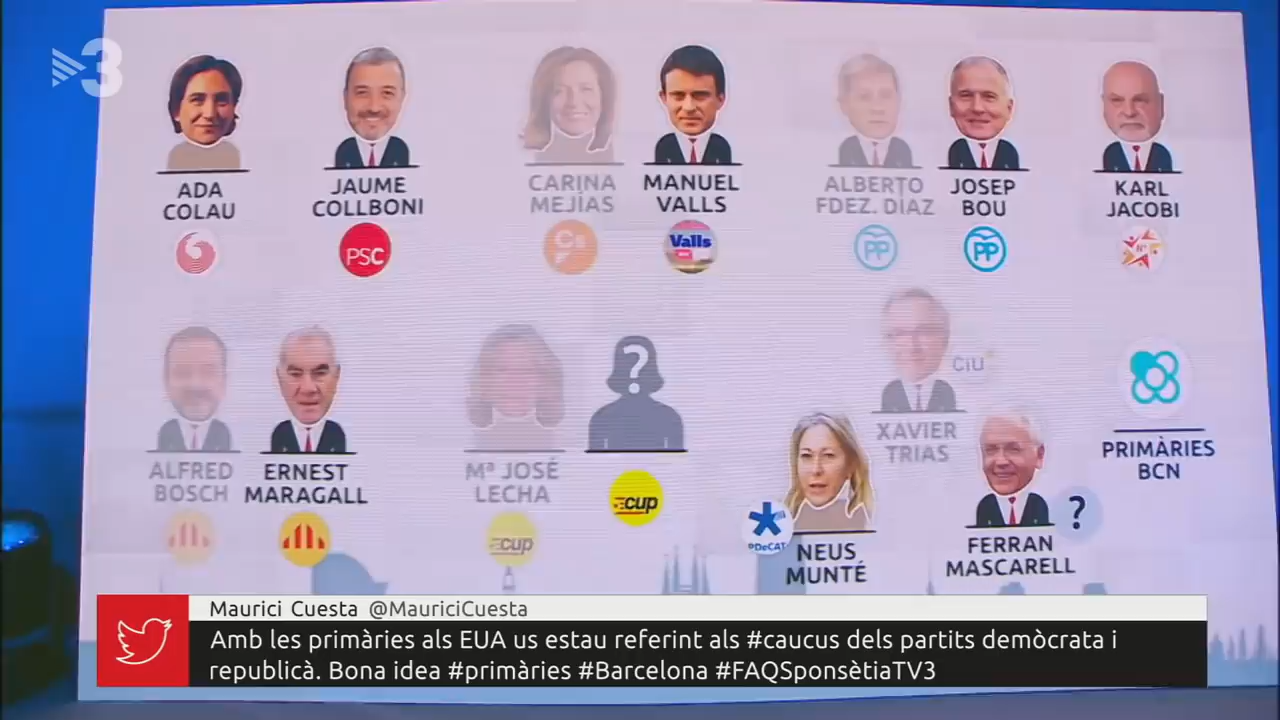 3
ADA
COLAU
JAUME
COLLBONI
PSC
CARINA
MEJÍAS
Cs
MANUEL
VALLS
Valls
ALBERTO
FDEZ. DÍAZ
PP
JOSEP
BOU
PP
KARL
JACOBI
ALFRED
BOSCH
ERNEST
MARAGALL
Mª JOSÉ
LECHA
cup
?
cup
XAVIER
TRIAS
CiU
PDeCAT
NEUS
MUNTÉ
FERRAN
MASCARELL
?
PRIMÀRIES
BCN
Maurici Cuesta @MauriciCuesta
Amb les primàries als EUA us estau referint als #caucus dels partits demòcrata i
republicà. Bona idea #primàries #Barcelona #FAQSponsètiaTV3